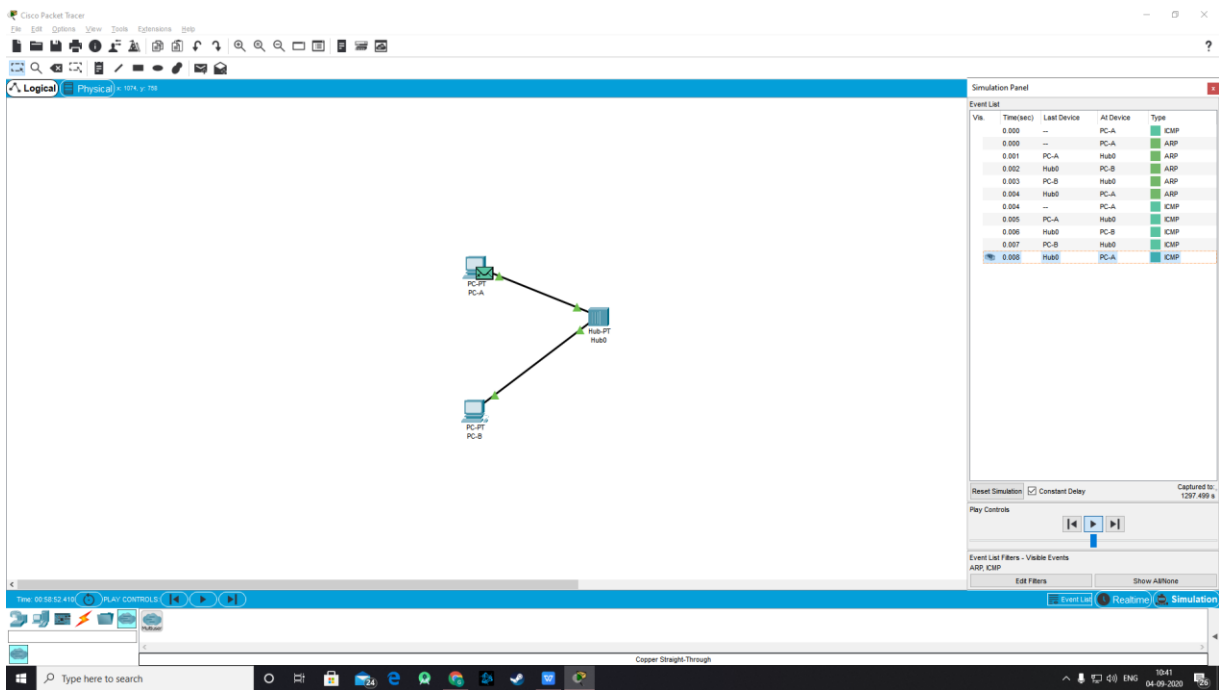 Cisco Packet Tracer
File Edit Options View Tools Extensions Help
?
Logical Physical x: 1074, y: 758
Simulation Panel
x
Event List
Vis. Time(sec) Last Device At Device Type
0.000 -- PC-A ICMP
0.000 -- PC-A ARP
0.001 PC-A Hub0 ARP
0.002 Hub0 PC-B ARP
0.003 PC-B Hub0 ARP
0.004 Hub0 PC-A ARP
0.004 -- PC-A ICMP
0.005 PC-A Hub0 ICMP
0.006 Hub0 PC-B ICMP
0.007 PC-B Hub0 ICMP
0.008 Hub0 PC-A ICMP
PC-PT
PC-A
Hub-PT
Hub0
PC-PT
PC-B
Reset Simulation Constant Delay Captured to:
1297.499 s
Play Controls
Event List Filters - Visible Events
ARP, ICMP
Edit Filters Show All/None
Time: 00:58:52.410 PLAY CONTROLS:
Event List Realtime Simulation
Copper Straight-Through
Type here to search
24
W
ENG
10:41
04-09-2020
26